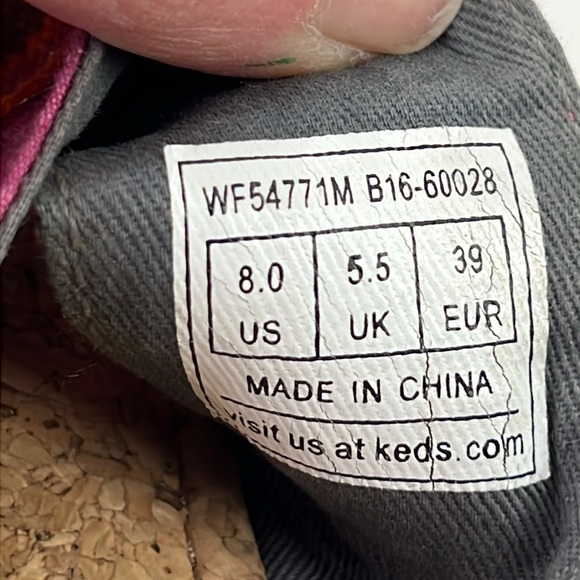 WF54771M B16-60028
8.0 5.5 39
US UK EUR
MADE IN CHINA
visit us at keds.com